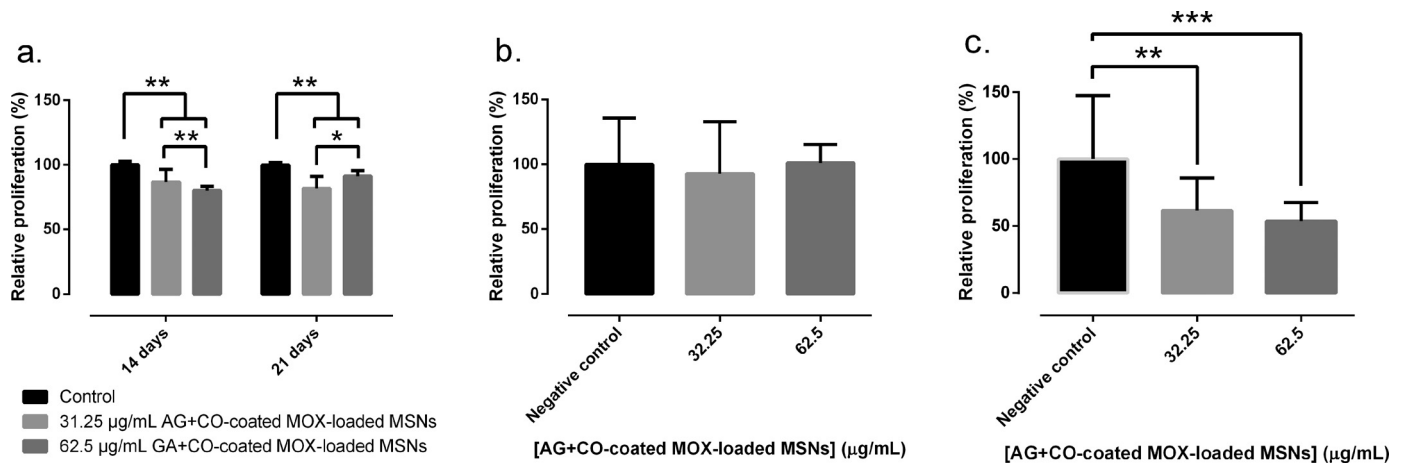 a.
Relative proliferation (%)
150
100
50
0
**
**
**
*
14 days
21 days
Control
31.25 µg/mL AG+CO-coated MOX-loaded MSNs
62.5 µg/mL GA+CO-coated MOX-loaded MSNs
b.
Relative proliferation (%)
150
100
50
0
Negative control
32.25
62.5
[AG+CO-coated MOX-loaded MSNs] (µg/mL)
c.
Relative proliferation (%)
150
100
50
0
***
**
Negative control
32.25
62.5
[AG+CO-coated MOX-loaded MSNs] (µg/mL)